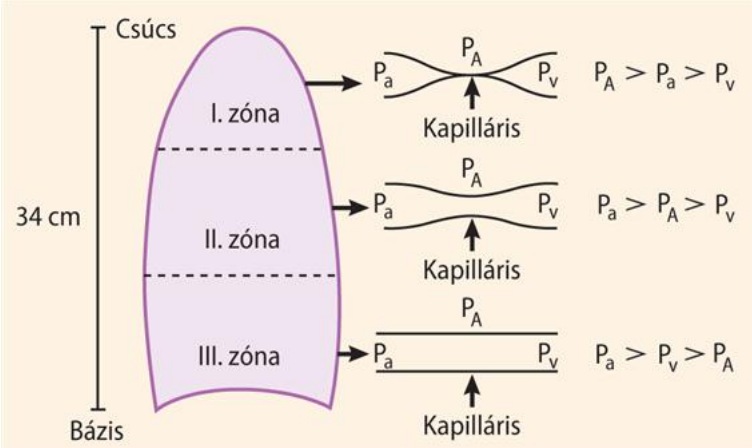 Csúcs
34 cm
Bázis
I. zóna
II. zóna
III. zóna
P_A
P_a P_v P_A > P_a > P_v
Kapilláris
P_A
P_a P_v P_a > P_A > P_v
Kapilláris
P_A
P_a P_v P_a > P_v > P_A
Kapilláris